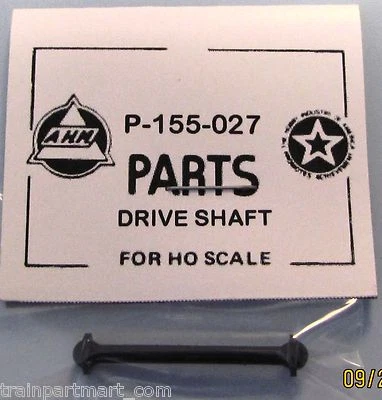 AHM
P-155-027
PARTS
DRIVE SHAFT
FOR HO SCALE
trainpartmart.com/
09/2